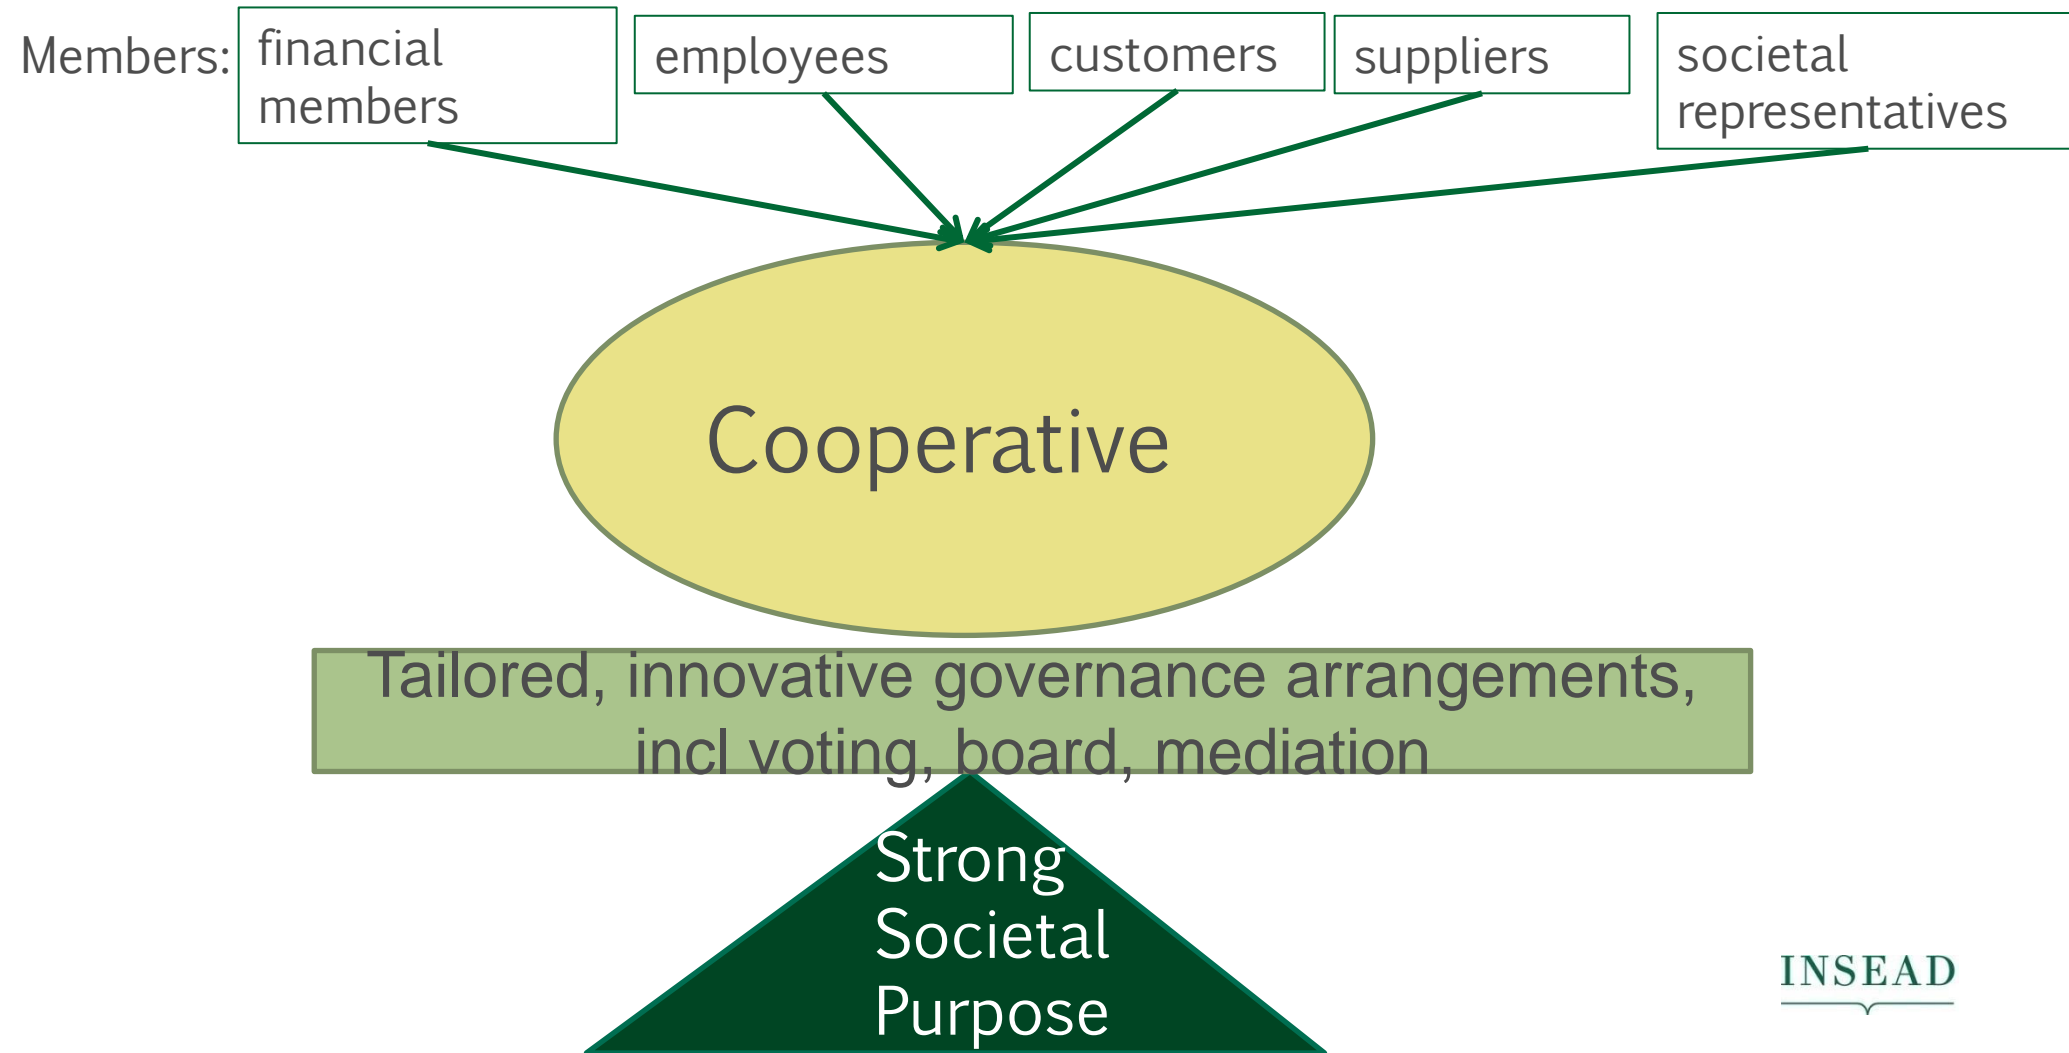 Members:
financial
members
employees
customers
suppliers
societal
representatives
Cooperative
Tailored, innovative governance arrangements,
incl voting, board, mediation
Strong
Societal
Purpose
INSEAD